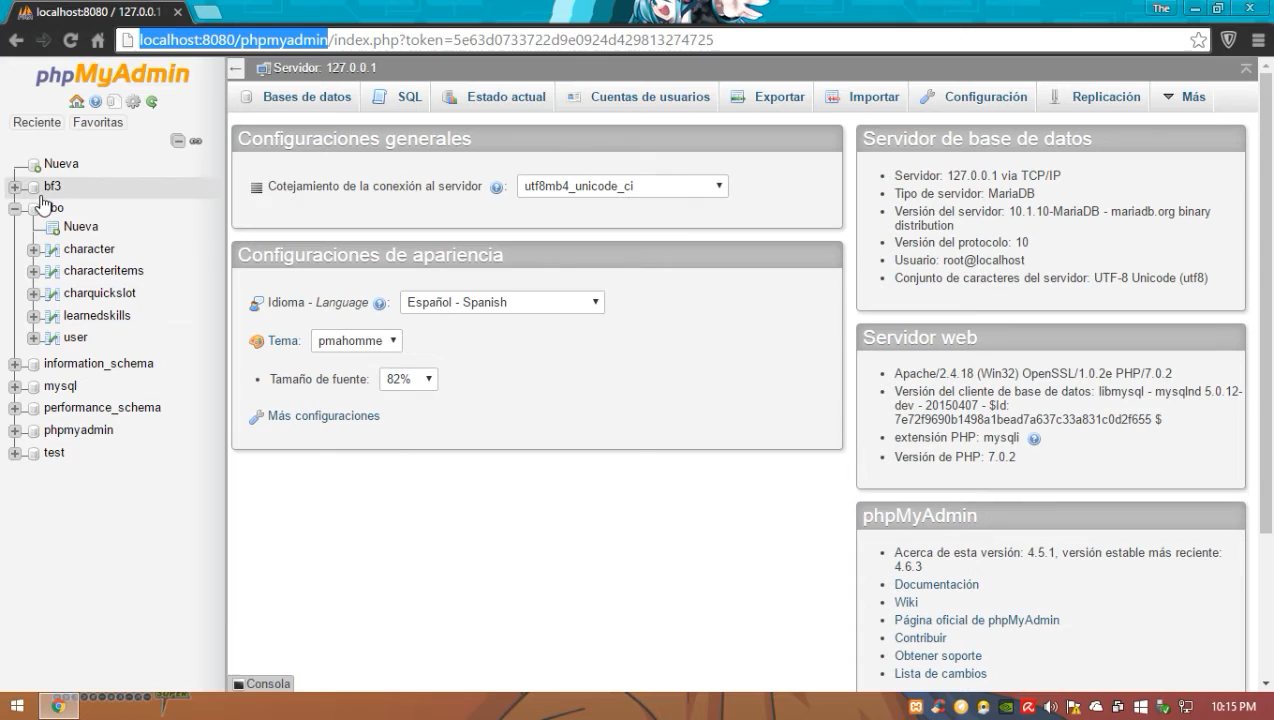 localhost:8080 / 127.0.0.1
The
localhost:8080/phpmyadmin/index.php?token=5e63d0733722d9e0924d429813274725
phpMyAdmin
Reciente
Favoritas
Nueva
bf3
bo
Nueva
character
characteritems
charquickslot
learnedskills
user
information_schema
mysql
performance_schema
phpmyadmin
test
Servidor: 127.0.0.1
Bases de datos
SQL
Estado actual
Cuentas de usuarios
Exportar
Importar
Configuración
Replicación
Más
Configuraciones generales
Cotejamiento de la conexión al servidor : utf8mb4_unicode_ci
Configuraciones de apariencia
Idioma - Language : Español - Spanish
Tema: pmahomme
• Tamaño de fuente: 82%
Más configuraciones
Servidor de base de datos
• Servidor: 127.0.0.1 via TCP/IP
• Tipo de servidor: MariaDB
• Versión del servidor: 10.1.10-MariaDB - mariadb.org binary
distribution
• Versión del protocolo: 10
• Usuario: root@localhost
• Conjunto de caracteres del servidor: UTF-8 Unicode (utf8)
Servidor web
• Apache/2.4.18 (Win32) OpenSSL/1.0.2e PHP/7.0.2
• Versión del cliente de base de datos: libmysql - mysqlnd 5.0.12-
dev - 20150407 - $Id:
7e72f9690b1498a1bead7a637c33a831c0d2f655 $
• extensión PHP: mysqli
• Versión de PHP: 7.0.2
phpMyAdmin
• Acerca de esta versión: 4.5.1, versión estable más reciente:
4.6.3
• Documentación
• Wiki
• Página oficial de phpMyAdmin
• Contribuir
• Obtener soporte
• Lista de cambios
Consola
10:15 PM